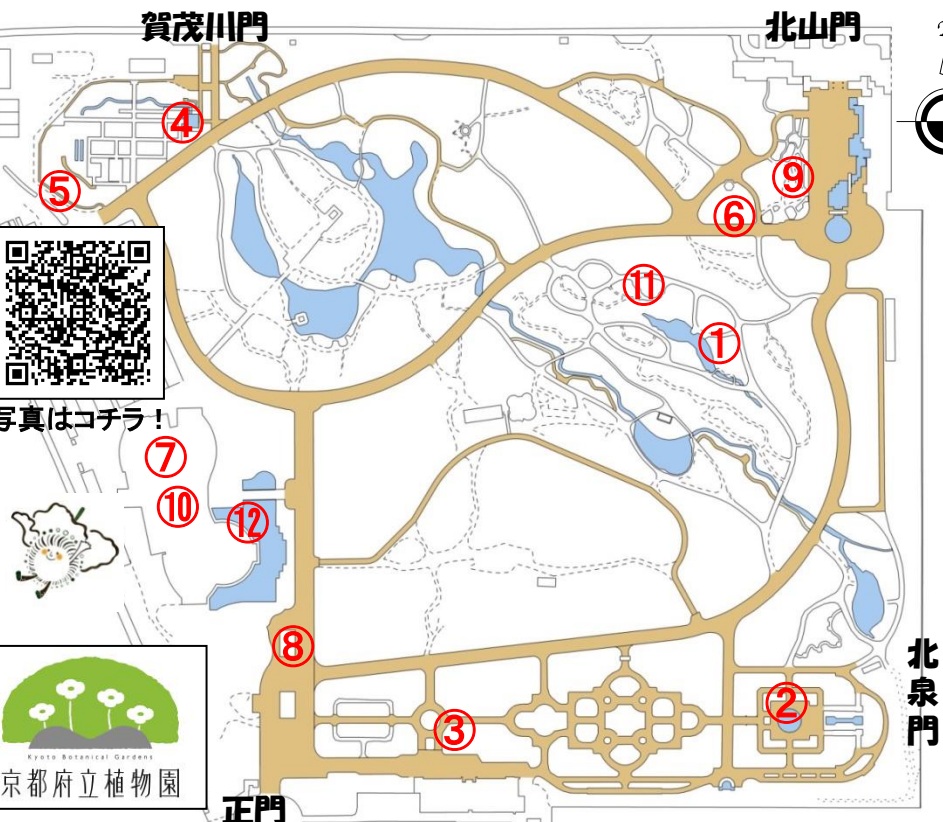 賀茂川門
北山門
④
⑨
⑤
⑥
⑪
①
写真はコチラ!
⑦
⑩
⑫
⑧
北泉門
②
③
Kyoto Botanical Gardens
京都府立植物園
正門